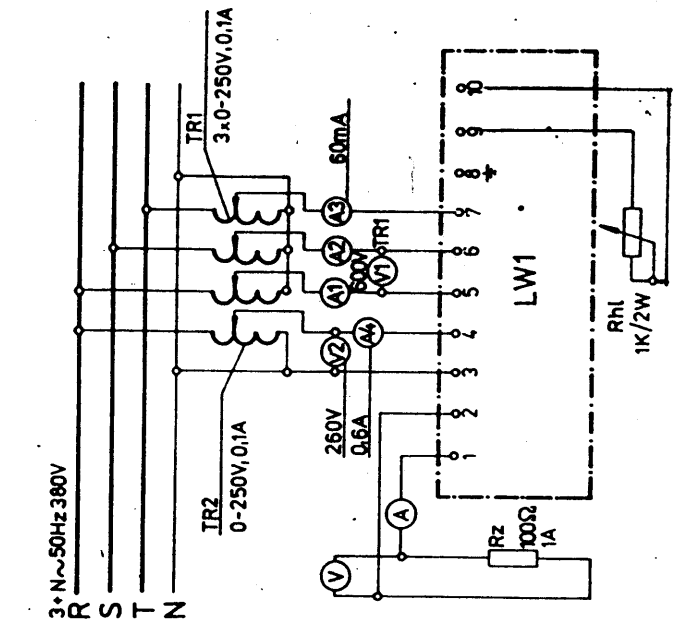 3+N~50Hz 380V
R
S
T
N
TR1
3x0-250V,0,1A
TR2
0-250V,0,1A
60mA
A3
A2
A1
V1
TR1
500V
V2
A4
260V
0,6A
10
9
8
7
6
5
4
3
2
1
LW1
Rhl
1K/2W
A
V
Rz
100Ω
1A